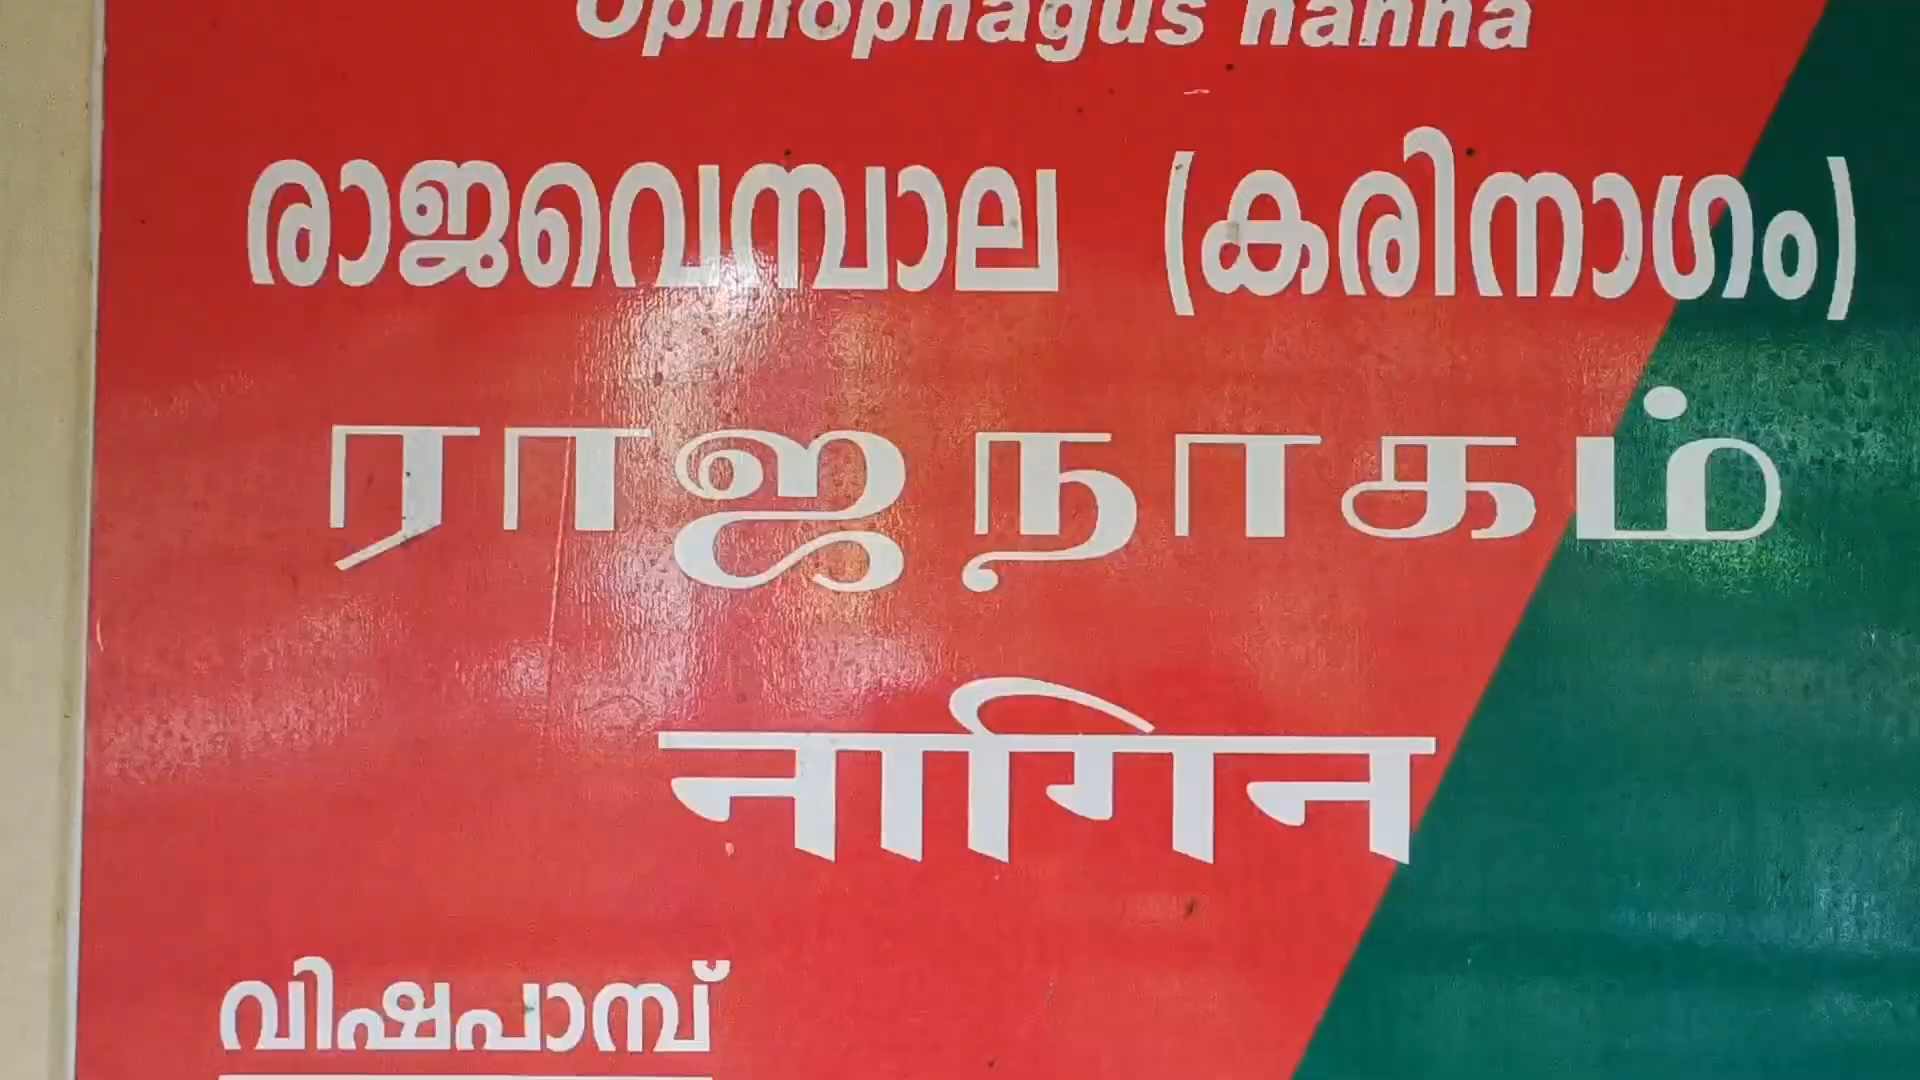 Ophiophagus hanna
രാജവെമ്പാല (കരിനാഗം)
ராஜநாகம்
नागिन
വിഷപാമ്പ്